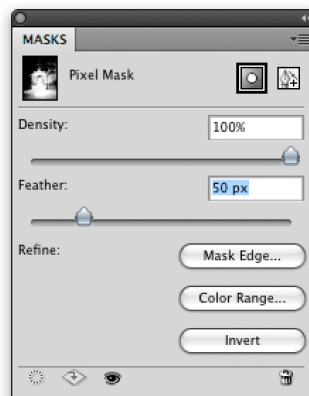 MASKS
Pixel Mask
Density:
100%
Feather:
50 px
Refine:
Mask Edge...
Color Range...
Invert